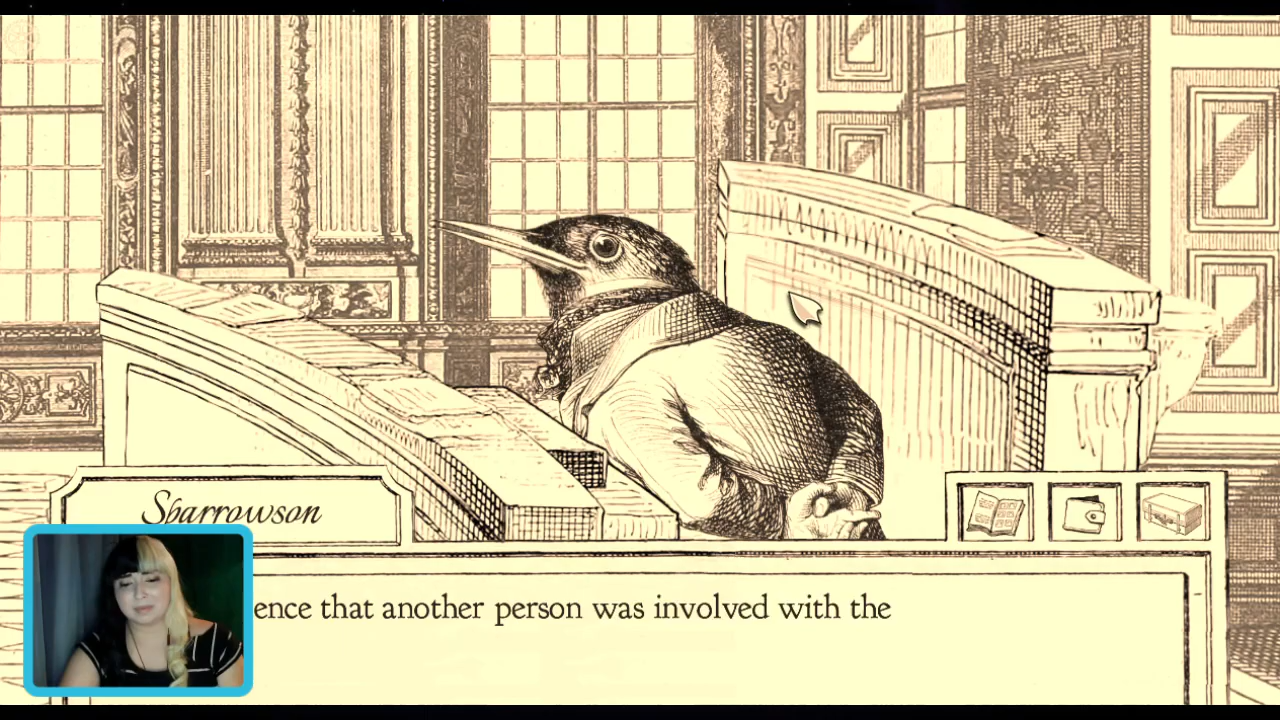 Sparrowson
ence that another person was involved with the